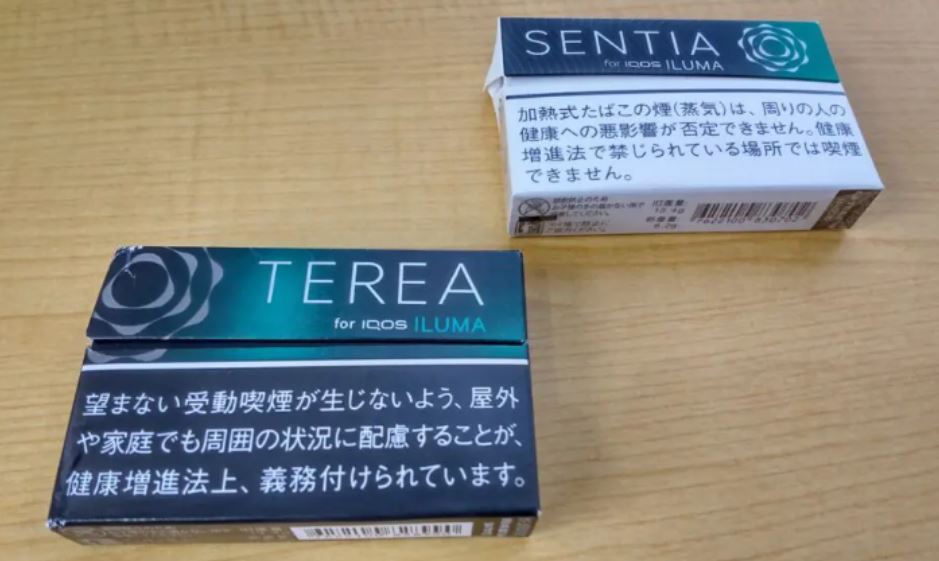 SENTIA
for IQOS ILUMA
加熱式たばこの煙(蒸気)は、周りの人の
健康への悪影響が否定できません。健康
増進法で禁じられている場所では喫煙
できません。
TEREA
for IQOS ILUMA
望まない受動喫煙が生じないよう、屋外
や家庭でも周囲の状況に配慮することが、
健康増進法上、義務付けられています。